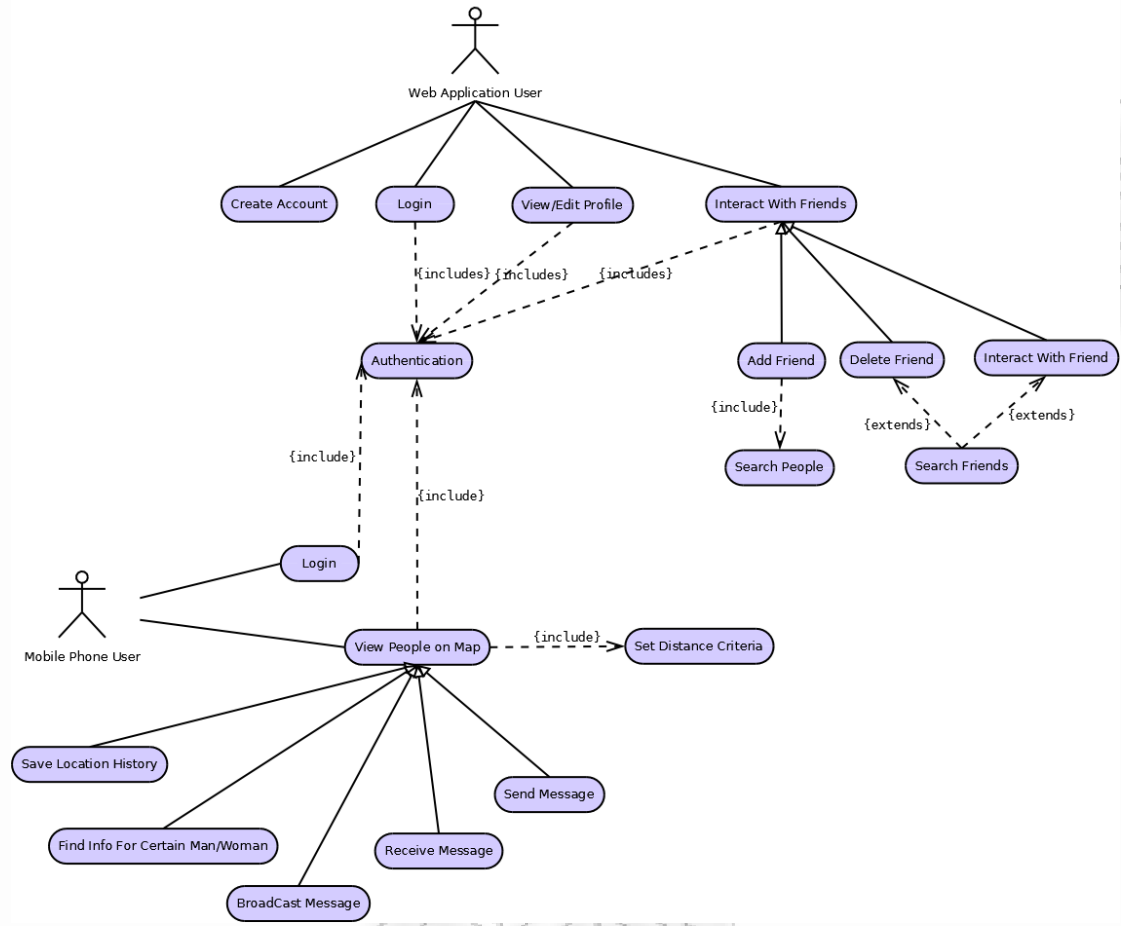 Web Application User
Create Account
Login
View/Edit Profile
Interact With Friends
{includes}
{includes}
{includes}
Authentication
Add Friend
Delete Friend
Interact With Friend
{include}
{extends}
{extends}
Search People
Search Friends
{include}
{include}
Login
Mobile Phone User
View People on Map
{include}
Set Distance Criteria
Save Location History
Send Message
Find Info For Certain Man/Woman
Receive Message
BroadCast Message